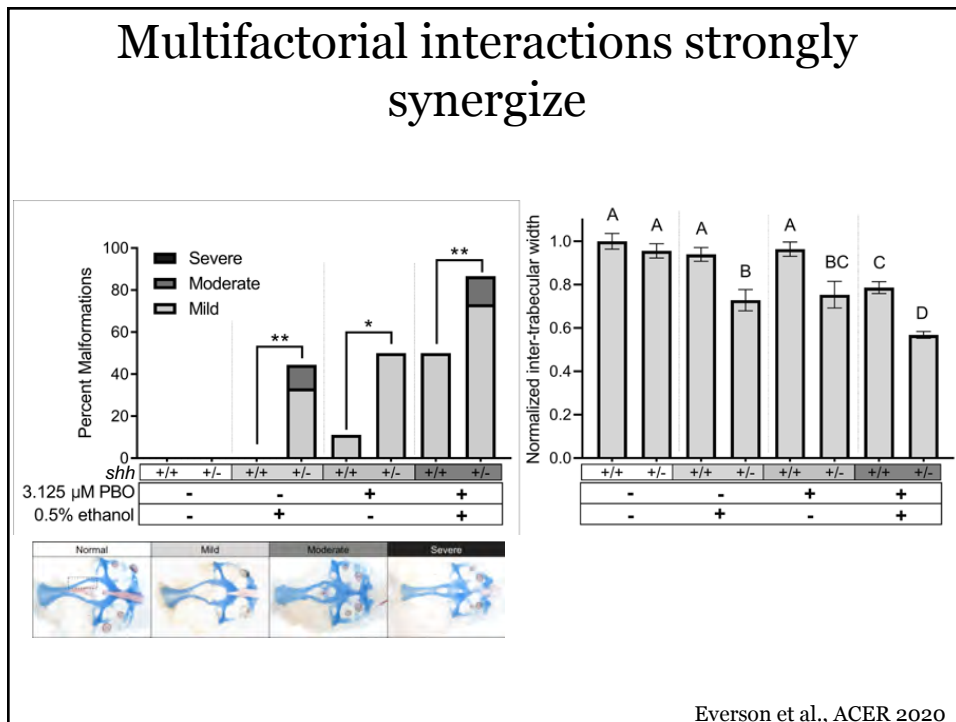 Multifactorial interactions strongly
synergize
Percent Malformations
100
80
60
40
20
0
Severe
Moderate
Mild
**
*
**
shh +/+ +/- +/+ +/- +/+ +/- +/+ +/-
3.125 µM PBO - - + +
0.5% ethanol - + - +
Normal Mild Moderate Severe
Normalized inter-trabecular width
1.0
0.8
0.6
0.4
0.2
0.0
A A A B A BC C D
+/+ +/- +/+ +/- +/+ +/- +/+ +/-
- - + +
- + - +
Everson et al., ACER 2020